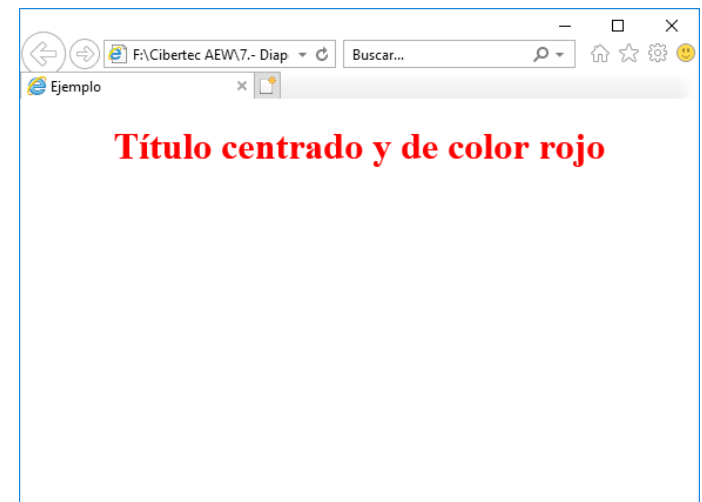 F:\Cibertec AEW\7.- Diap
Buscar...
Ejemplo
Título centrado y de color rojo